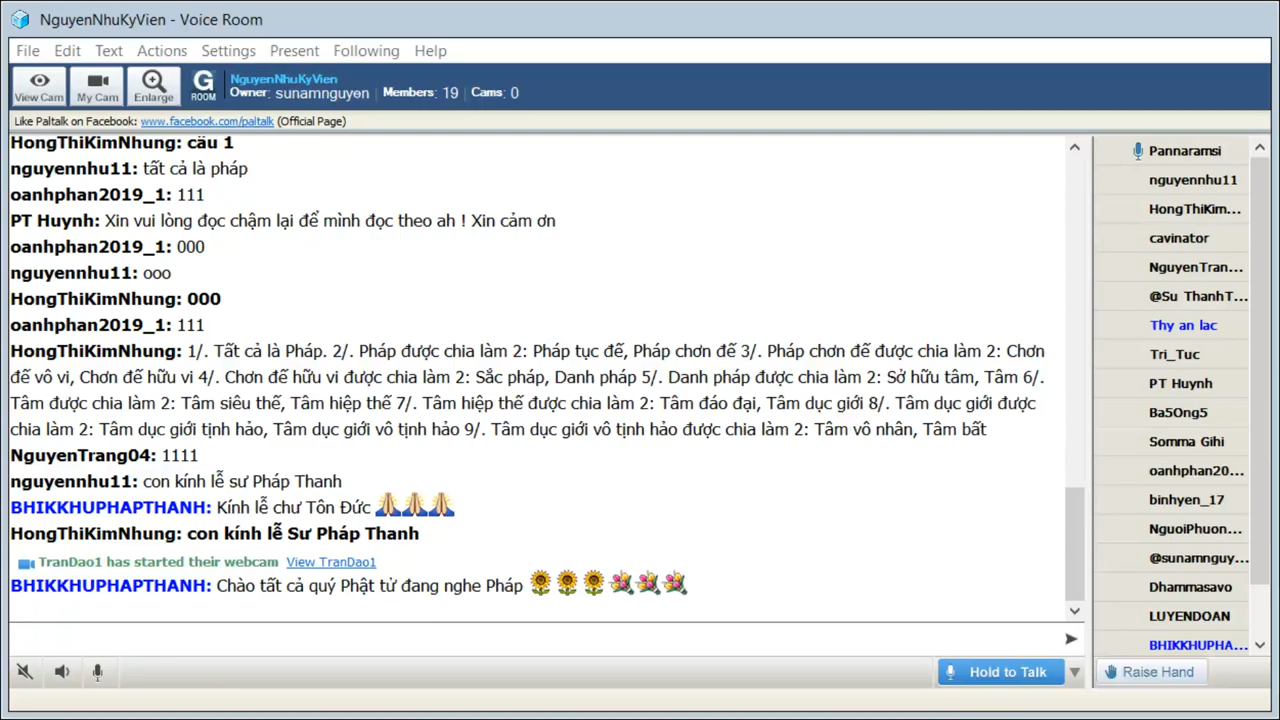 NguyenNhuKyVien - Voice Room
File Edit Text Actions Settings Present Following Help
View Cam My Cam Enlarge G ROOM
NguyenNhuKyVien
Owner: sunamnguyen Members: 19 Cams: 0
Like Paltalk on Facebook: www.facebook.com/paltalk (Official Page)
HongThiKimNhung: câu 1
nguyennhu11: tất cả là pháp
oanhphan2019_1: 111
PT Huynh: Xin vui lòng đọc chậm lại để mình đọc theo ah ! Xin cảm ơn
oanhphan2019_1: 000
nguyennhu11: ooo
HongThiKimNhung: 000
oanhphan2019_1: 111
HongThiKimNhung: 1/. Tất cả là Pháp. 2/. Pháp được chia làm 2: Pháp tục đế, Pháp chơn đế 3/. Pháp chơn đế được chia làm 2: Chơn
đế vô vi, Chơn đế hữu vi 4/. Chơn đế hữu vi được chia làm 2: Sắc pháp, Danh pháp 5/. Danh pháp được chia làm 2: Sở hữu tâm, Tâm 6/.
Tâm được chia làm 2: Tâm siêu thế, Tâm hiệp thế 7/. Tâm hiệp thế được chia làm 2: Tâm đáo đại, Tâm dục giới 8/. Tâm dục giới được
chia làm 2: Tâm dục giới tịnh hảo, Tâm dục giới vô tịnh hảo 9/. Tâm dục giới vô tịnh hảo được chia làm 2: Tâm vô nhân, Tâm bất
NguyenTrang04: 1111
nguyennhu11: con kính lễ sư Pháp Thanh
BHIKKHUPHAPTHANH: Kính lễ chư Tôn Đức
HongThiKimNhung: con kính lễ Sư Pháp Thanh
TranDao1 has started their webcam View TranDao1
BHIKKHUPHAPTHANH: Chào tất cả quý Phật tử đang nghe Pháp
Pannaramsi
nguyennhu11
HongThiKim...
cavinator
NguyenTran...
@Su ThanhT...
Thy an lac
Tri_Tuc
PT Huynh
Ba5Ong5
Somma Gihi
oanhphan20...
binhyen_17
NguoiPhuon...
@sunamnguy...
Dhammasavo
LUYENDOAN
BHIKKHUPHA...
Hold to Talk
Raise Hand